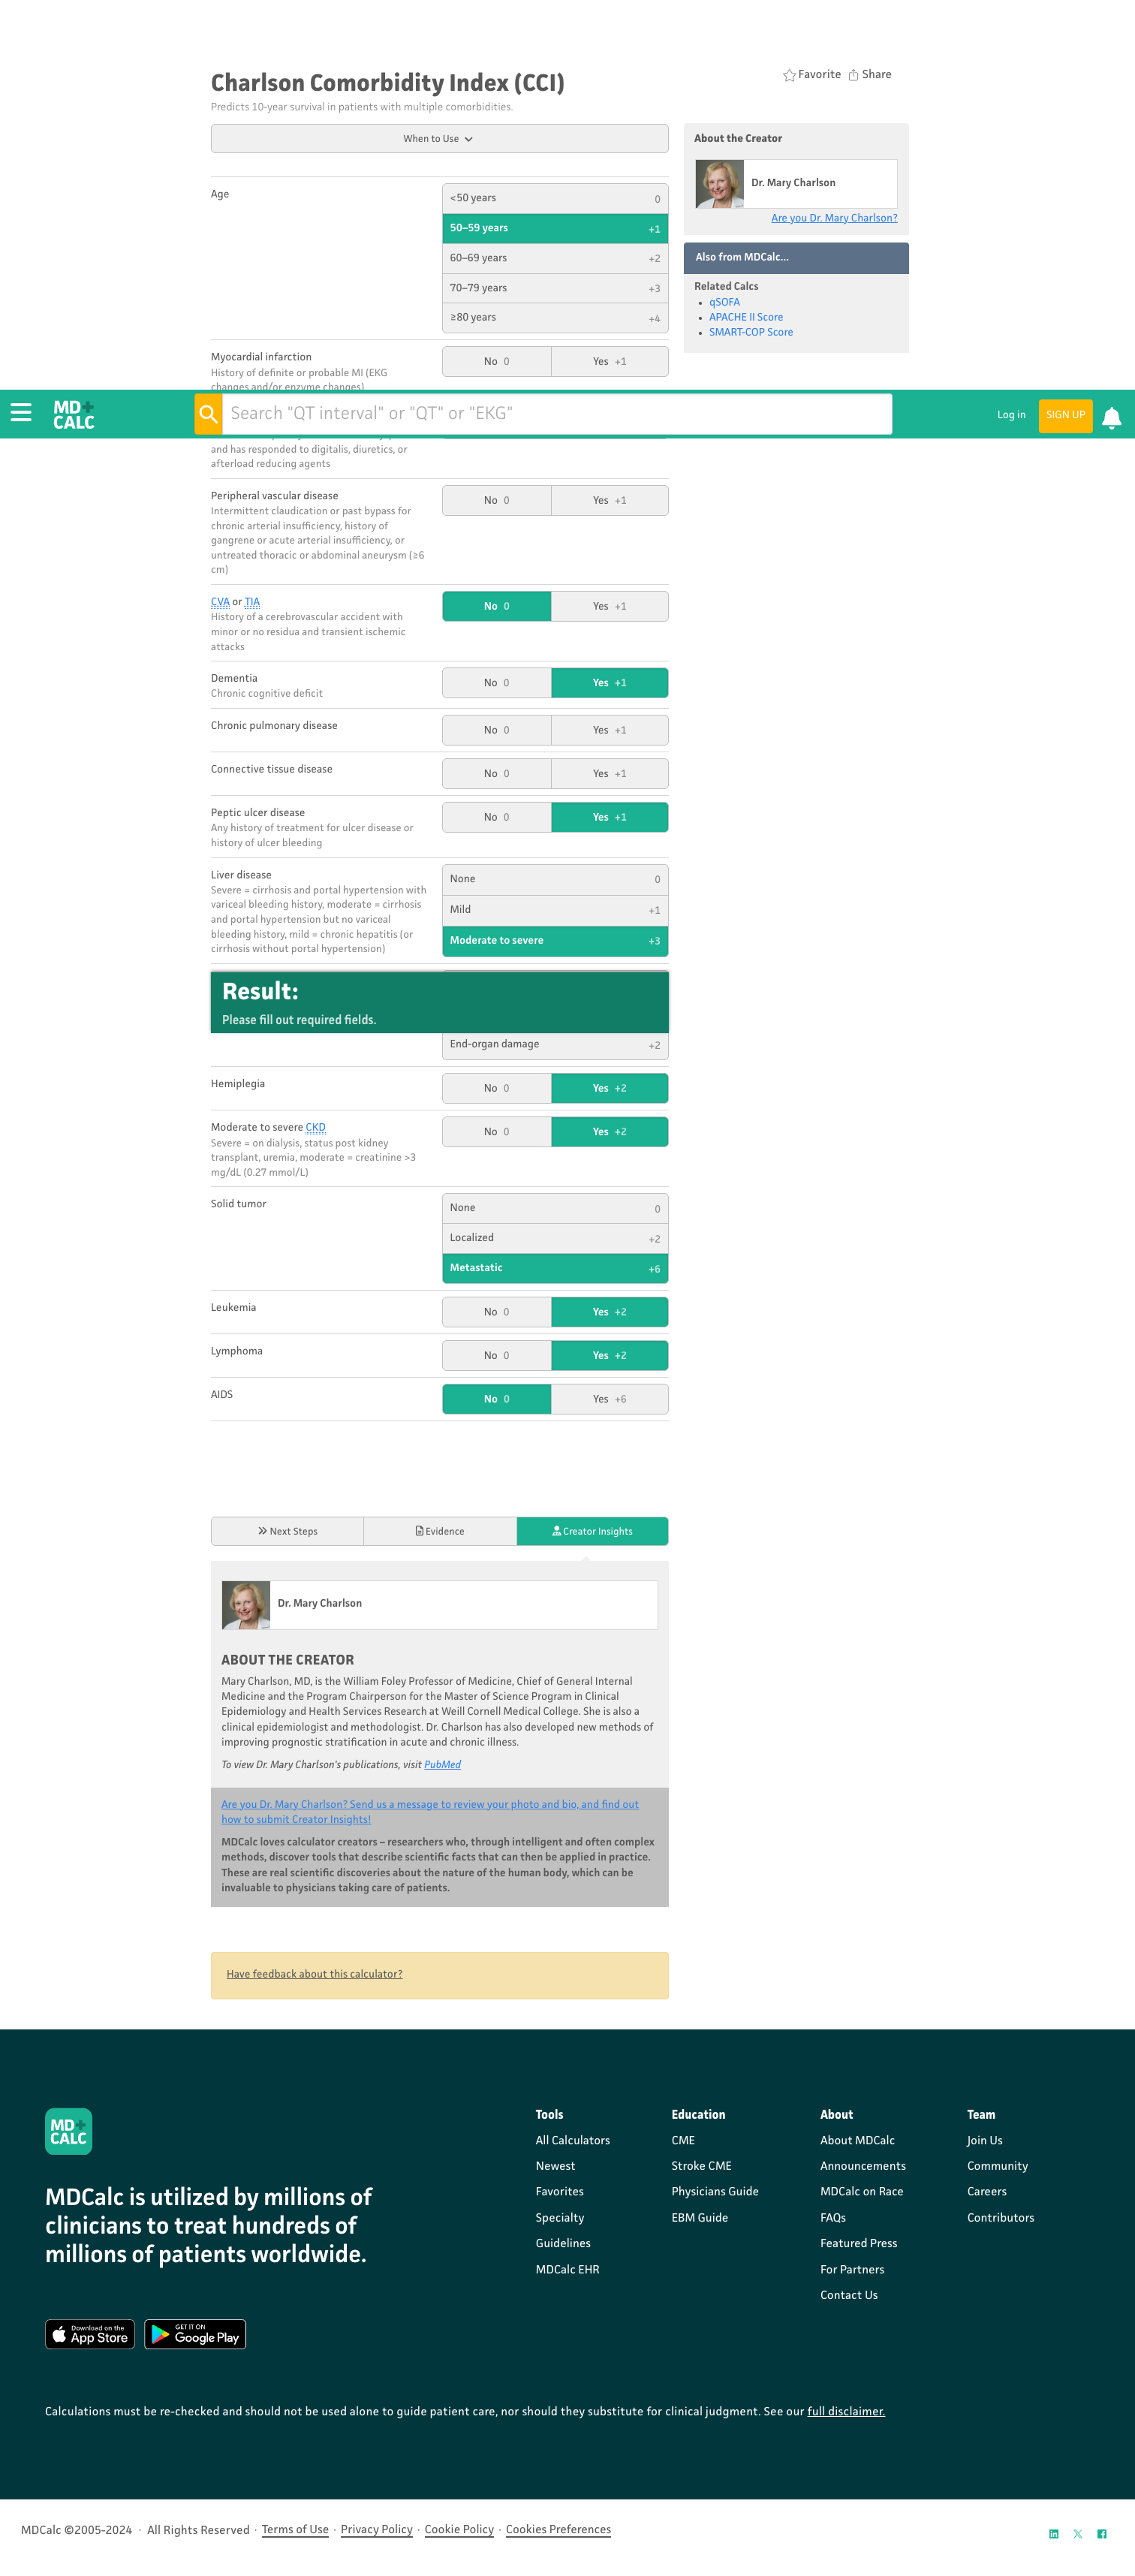 Charlson Comorbidity Index (CCI)
Favorite Share
Predicts 10-year survival in patients with multiple comorbidities.
When to Use
Age
<50 years 0
50–59 years +1
60–69 years +2
70–79 years +3
≥80 years +4
Myocardial infarction
History of definite or probable MI (EKG
changes and/or enzyme changes)
No 0 Yes +1
About the Creator
Dr. Mary Charlson
Are you Dr. Mary Charlson?
Also from MDCalc...
Related Calcs
qSOFA
APACHE II Score
SMART-COP Score
MD+
CALC
Search "QT interval" or "QT" or "EKG"
Log in
SIGN UP
and has responded to digitalis, diuretics, or
afterload reducing agents
Peripheral vascular disease
Intermittent claudication or past bypass for
chronic arterial insufficiency, history of
gangrene or acute arterial insufficiency, or
untreated thoracic or abdominal aneurysm (≥6
cm)
No 0 Yes +1
CVA or TIA
History of a cerebrovascular accident with
minor or no residua and transient ischemic
attacks
No 0 Yes +1
Dementia
Chronic cognitive deficit
No 0 Yes +1
Chronic pulmonary disease
No 0 Yes +1
Connective tissue disease
No 0 Yes +1
Peptic ulcer disease
Any history of treatment for ulcer disease or
history of ulcer bleeding
No 0 Yes +1
Liver disease
Severe = cirrhosis and portal hypertension with
variceal bleeding history, moderate = cirrhosis
and portal hypertension but no variceal
bleeding history, mild = chronic hepatitis (or
cirrhosis without portal hypertension)
None 0
Mild +1
Moderate to severe +3
Result:
Please fill out required fields.
End-organ damage +2
Hemiplegia
No 0 Yes +2
Moderate to severe CKD
Severe = on dialysis, status post kidney
transplant, uremia, moderate = creatinine >3
mg/dL (0.27 mmol/L)
No 0 Yes +2
Solid tumor
None 0
Localized +2
Metastatic +6
Leukemia
No 0 Yes +2
Lymphoma
No 0 Yes +2
AIDS
No 0 Yes +6
Next Steps
Evidence
Creator Insights
Dr. Mary Charlson
ABOUT THE CREATOR
Mary Charlson, MD, is the William Foley Professor of Medicine, Chief of General Internal
Medicine and the Program Chairperson for the Master of Science Program in Clinical
Epidemiology and Health Services Research at Weill Cornell Medical College. She is also a
clinical epidemiologist and methodologist. Dr. Charlson has also developed new methods of
improving prognostic stratification in acute and chronic illness.
To view Dr. Mary Charlson's publications, visit PubMed
Are you Dr. Mary Charlson? Send us a message to review your photo and bio, and find out
how to submit Creator Insights!
MDCalc loves calculator creators – researchers who, through intelligent and often complex
methods, discover tools that describe scientific facts that can then be applied in practice.
These are real scientific discoveries about the nature of the human body, which can be
invaluable to physicians taking care of patients.
Have feedback about this calculator?
MD+
CALC
MDCalc is utilized by millions of
clinicians to treat hundreds of
millions of patients worldwide.
Download on the
App Store
GET IT ON
Google Play
Tools
All Calculators
Newest
Favorites
Specialty
Guidelines
MDCalc EHR
Education
CME
Stroke CME
Physicians Guide
EBM Guide
About
About MDCalc
Announcements
MDCalc on Race
FAQs
Featured Press
For Partners
Contact Us
Team
Join Us
Community
Careers
Contributors
Calculations must be re-checked and should not be used alone to guide patient care, nor should they substitute for clinical judgment. See our full disclaimer.
MDCalc ©2005-2024 · All Rights Reserved · Terms of Use · Privacy Policy · Cookie Policy · Cookies Preferences